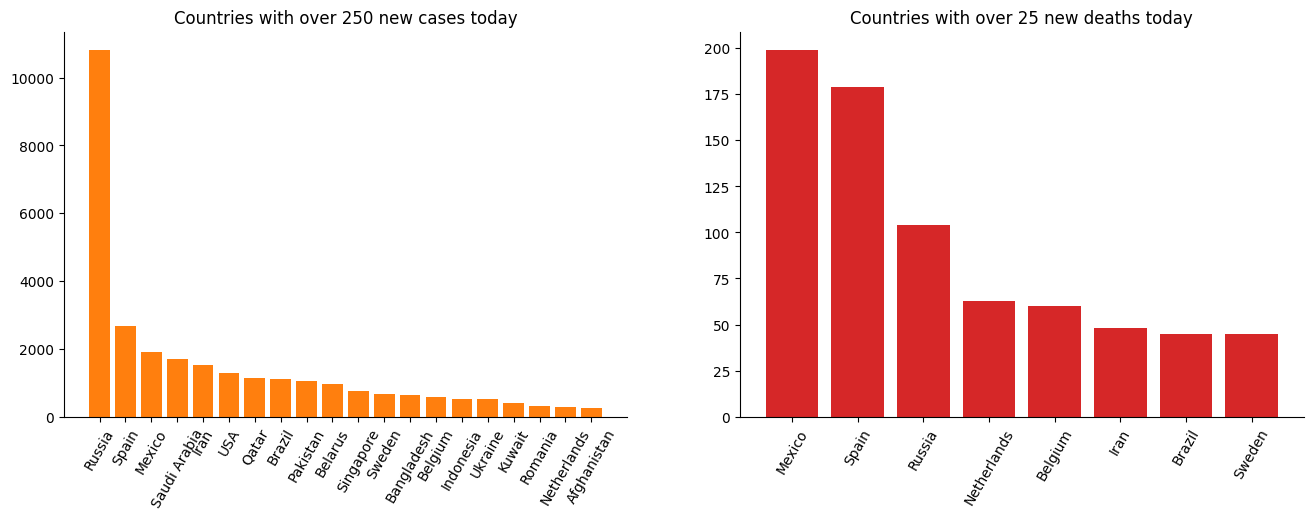 Countries with over 250 new cases today
10000
8000
6000
4000
2000
0
Russia
Spain
Mexico
Saudi Arabia
Iran
USA
Qatar
Brazil
Pakistan
Belarus
Singapore
Sweden
Bangladesh
Belgium
Indonesia
Ukraine
Kuwait
Romania
Netherlands
Afghanistan
Countries with over 25 new deaths today
200
175
150
125
100
75
50
25
0
Mexico
Spain
Russia
Netherlands
Belgium
Iran
Brazil
Sweden